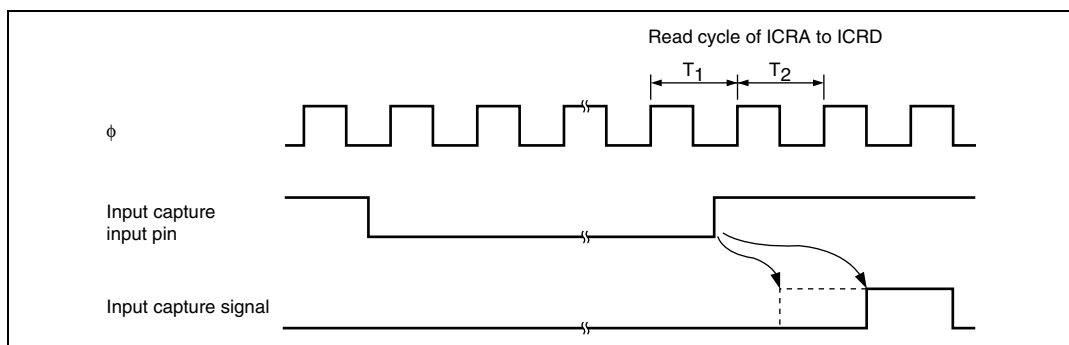 Read cycle of ICRA to ICRD
T1 T2
ϕ
Input capture
input pin
Input capture signal